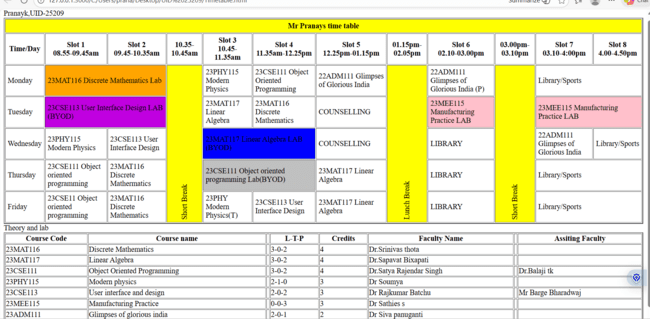 Pranayk,UID-25209
Mr Pranays time table
Time/Day Slot 1 08.55-09.45am Slot 2 09.45-10.35am 10.35-10.45 Slot 3 10.45-11.35am Slot 4 11.35am-12.25pm Slot 5 12.25pm-01.15pm 01.15pm-02.05pm Slot 6 02.10-03.00pm 03.00pm-03.10 Slot 7 03.10-4:00pm Slot 8 4.00-4.50pm
Monday 23MAT116 Discrete Mathematics Lab Short Break 23PHY115 Modern Physics 23CSE111 Object Oriented Programming 22ADM111 Glimpses of Glorious India Lunch Break 22ADM111 Glimpses of Glorious India (P) Short Break Library/Sports
Tuesday 23CSE113 User Interface Design LAB (BYOD) 23MAT117 Linear Algebra 23MAT116 Discrete Mathematics COUNSELLING 23MEE115 Manufacturing Practice LAB 23MEE115 Manufacturing Practice LAB
Wednesday 23PHY115 Modern Physics 23CSE113 User Interface Design 23MAT117 Linear Algebra LAB (BYOD) COUNSELLING LIBRARY 22ADM111 Glimpses of Glorious India Library/Sports
Thursday 23CSE111 Object oriented programming 23MAT116 Discrete Mathermatics 23CSE111 Object oriented programming Lab(BYOD) 23MAT117 Linear Algebra LIBRARY Library/Sports
Friday 23CSE111 Object oriented programming 23MAT116 Discrete Mathematics 23PHY Modern Physics(T) 23CSE113 User Interface Design 23MAT117 Linear Algebra LIBRARY Library/Sports
Theory and lab
Course Code Course name L-T-P Credits Faculty Name Assiting Faculty
23MAT116 Discrete Mathematics 3-0-2 4 Dr.Srinivas thota
23MAT117 Linear Algebra 3-0-2 4 Dr.Sapavat Bixapati
23CSE111 Object Oriented Programming 3-0-2 4 Dr.Satya Rajendar Singh Dr.Balaji tk
23PHY115 Modern physics 2-1-0 3 Dr Soumya
23CSE113 User interface and design 2-0-2 3 Dr Rajkumar Batchu Mr Barge Bharadwaj
23MEE115 Manufacturing Practice 0-0-3 3 Dr Sathies s
22ADM111 Glimpses of glorious india 2-0-1 2 Dr Siva panuganti